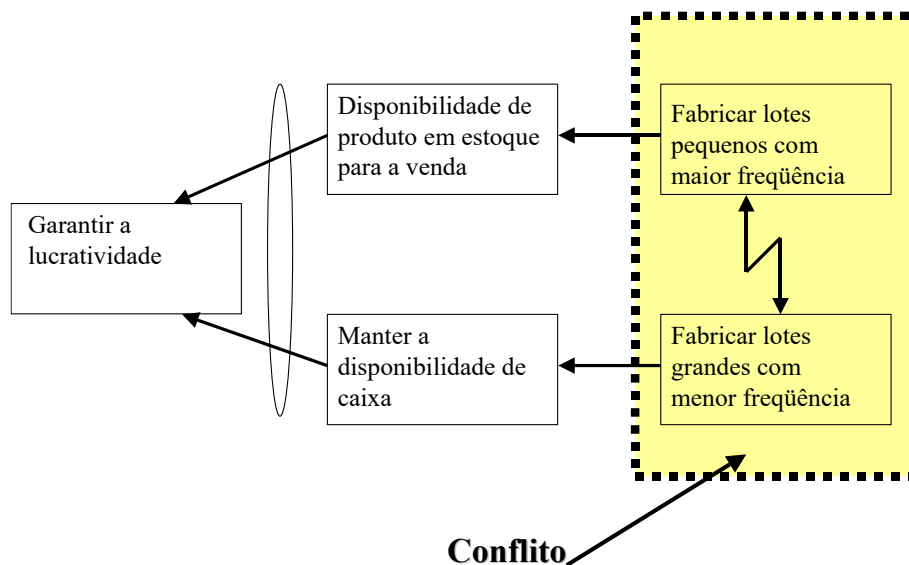 Disponibilidade de
produto em estoque
para a venda
Fabricar lotes
pequenos com
maior freqüência
Garantir a
lucratividade
Manter a
disponibilidade de
caixa
Fabricar lotes
grandes com
menor freqüência
Conflito